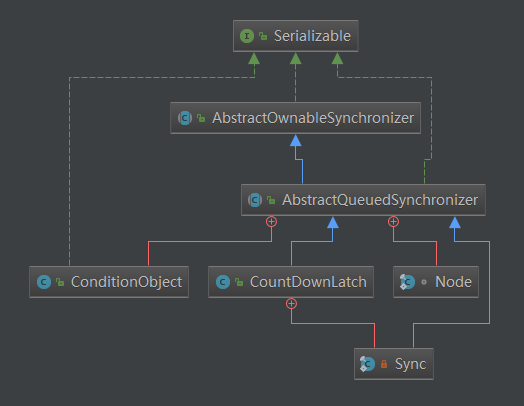 Serializable
AbstractOwnableSynchronizer
AbstractQueuedSynchronizer
ConditionObject
CountDownLatch
Node
Sync